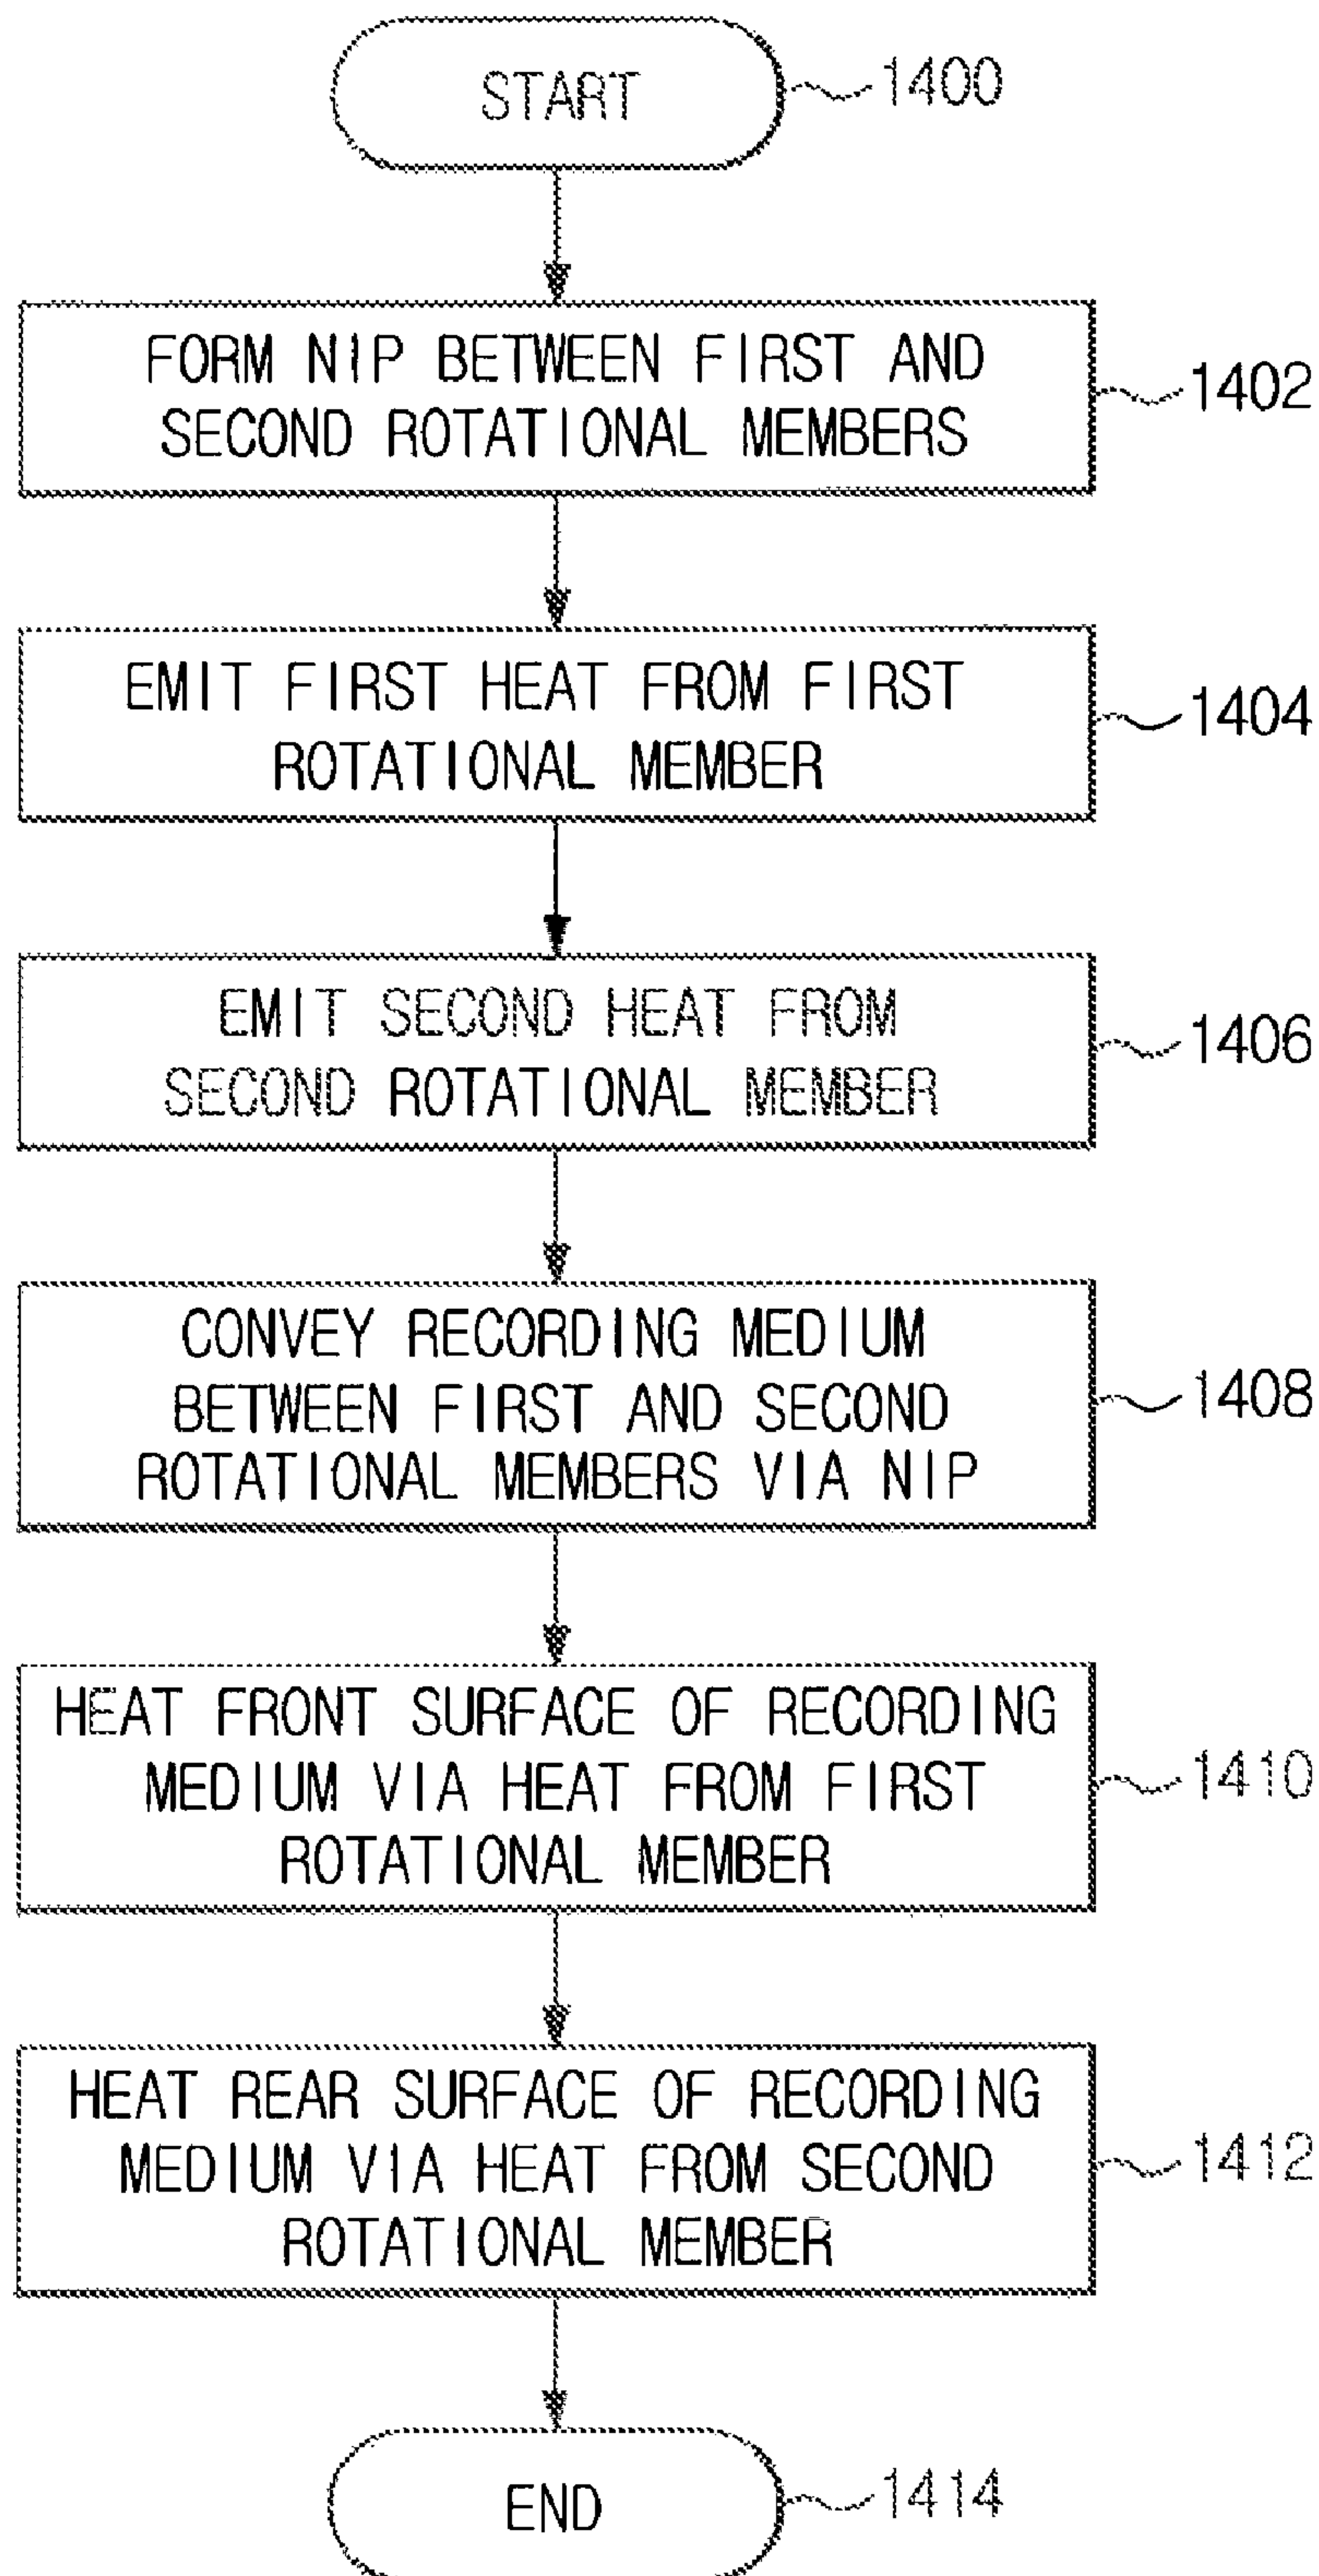 START
1400
FORM NIP BETWEEN FIRST AND
SECOND ROTATIONAL MEMBERS
1402
EMIT FIRST HEAT FROM FIRST
ROTATIONAL MEMBER
1404
EMIT SECOND HEAT FROM
SECOND ROTATIONAL MEMBER
1406
CONVEY RECORDING MEDIUM
BETWEEN FIRST AND SECOND
ROTATIONAL MEMBERS VIA NIP
1408
HEAT FRONT SURFACE OF RECORDING
MEDIUM VIA HEAT FROM FIRST
ROTATIONAL MEMBER
1410
HEAT REAR SURFACE OF RECORDING
MEDIUM VIA HEAT FROM SECOND
ROTATIONAL MEMBER
1412
END
1414